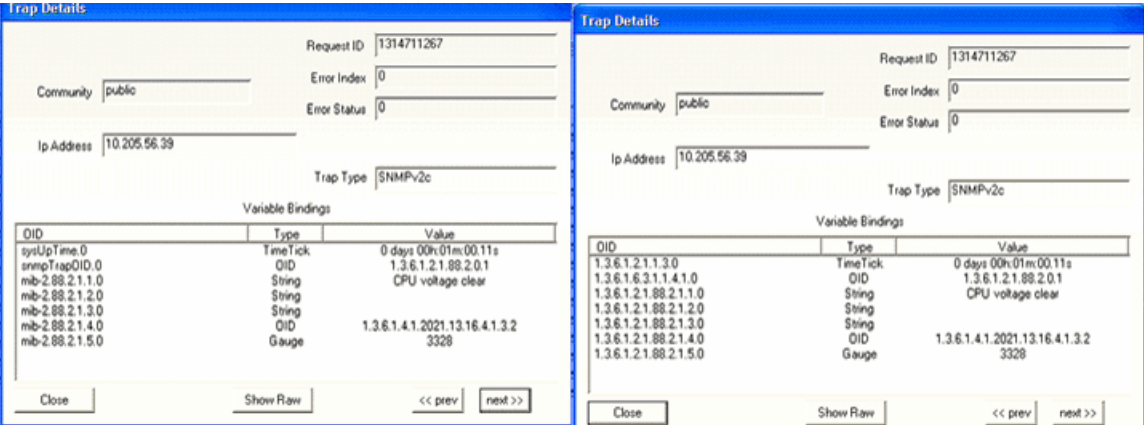 Trap Details
Request ID 1314711267
Error Index 0
Community public
Error Status 0
Ip Address 10.205.56.39
Trap Type SNMPv2c
Variable Bindings
OID Type Value
sysUpTime.0 TimeTick 0 days 00h:01m:00.11s
snmpTrapOID.0 OID 1.3.6.1.2.1.88.2.0.1
mib-2.88.2.1.1.0 String CPU voltage clear
mib-2.88.2.1.2.0 String
mib-2.88.2.1.3.0 String
mib-2.88.2.1.4.0 OID 1.3.6.1.4.1.2021.13.16.4.1.3.2
mib-2.88.2.1.5.0 Gauge 3328
Close Show Raw << prev next >>
Trap Details
Request ID 1314711267
Error Index 0
Community public
Error Status 0
Ip Address 10.205.56.39
Trap Type SNMPv2c
Variable Bindings
OID Type Value
1.3.6.1.2.1.1.3.0 TimeTick 0 days 00h:01m:00.11s
1.3.6.1.6.3.1.1.4.1.0 OID 1.3.6.1.2.1.88.2.0.1
1.3.6.1.2.1.88.2.1.1.0 String CPU voltage clear
1.3.6.1.2.1.88.2.1.2.0 String
1.3.6.1.2.1.88.2.1.3.0 String
1.3.6.1.2.1.88.2.1.4.0 OID 1.3.6.1.4.1.2021.13.16.4.1.3.2
1.3.6.1.2.1.88.2.1.5.0 Gauge 3328
Close Show Raw << prev next >>